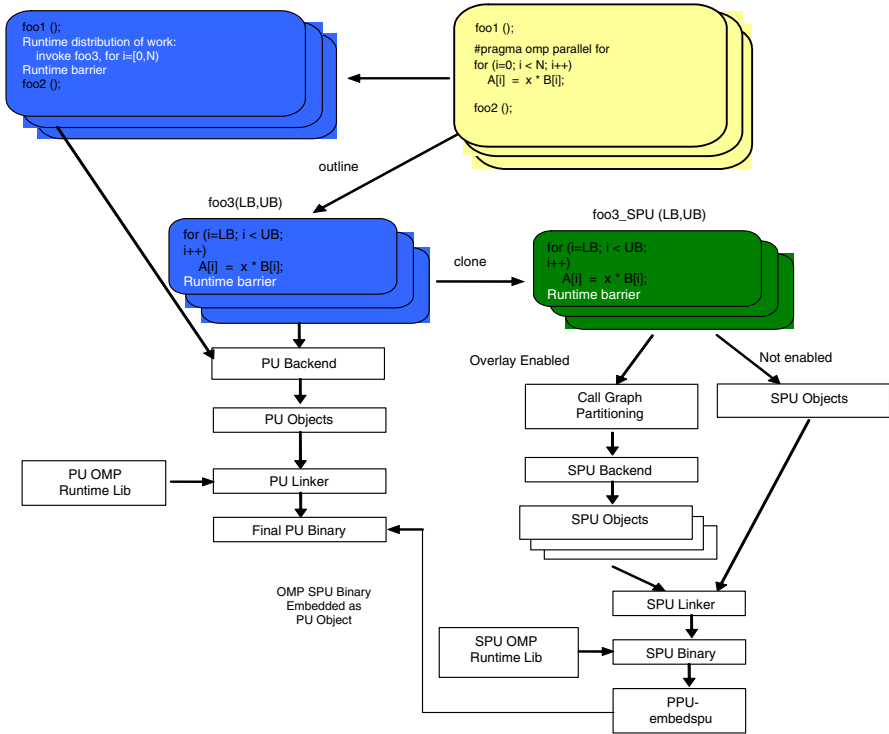 foo1 ();
Runtime distribution of work:
invoke foo3, for i=[0,N)
Runtime barrier
foo2 ();
foo1 ();
#pragma omp parallel for
for (i=0; i < N; i++)
A[i] = x * B[i];
foo2 ();
outline
foo3(LB,UB)
for (i=LB; i < UB;
i++)
A[i] = x * B[i];
Runtime barrier
clone
foo3_SPU (LB,UB)
for (i=LB; i < UB;
i++)
A[i] = x * B[i];
Runtime barrier
PU Backend
Overlay Enabled
Not enabled
PU Objects
Call Graph
Partitioning
SPU Objects
PU OMP
Runtime Lib
PU Linker
SPU Backend
Final PU Binary
SPU Objects
OMP SPU Binary
Embedded as
PU Object
SPU Linker
SPU OMP
Runtime Lib
SPU Binary
PPU-
embedspu